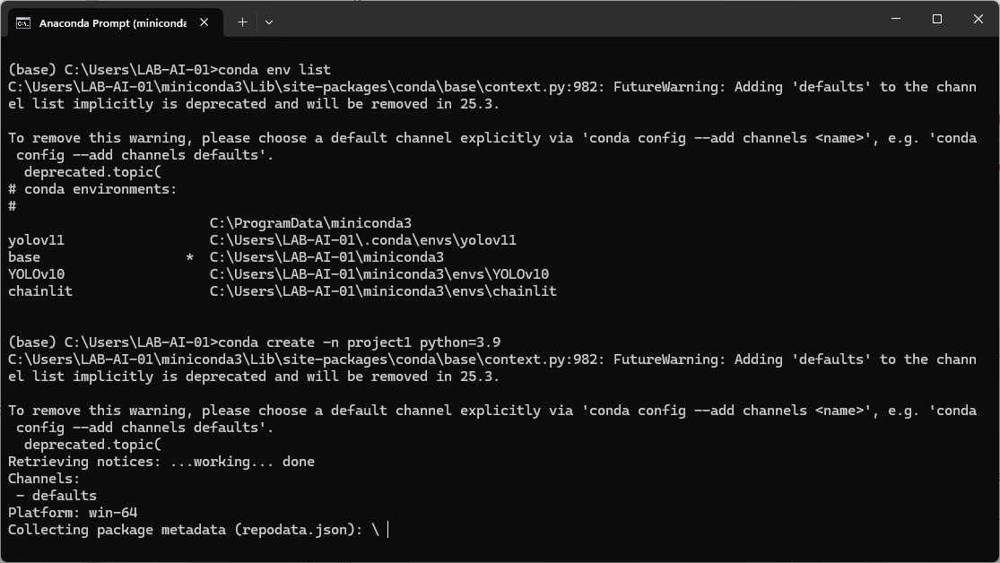 Anaconda Prompt (miniconda
(base) C:\Users\LAB-AI-01>conda env list
C:\Users\LAB-AI-01\miniconda3\Lib\site-packages\conda\base\context.py:982: FutureWarning: Adding 'defaults' to the chann
el list implicitly is deprecated and will be removed in 25.3.
To remove this warning, please choose a default channel explicitly via 'conda config --add channels <name>', e.g. 'conda
 config --add channels defaults'.
  deprecated.topic(
# conda environments:
#
                         C:\ProgramData\miniconda3
yolov11                  C:\Users\LAB-AI-01\.conda\envs\yolov11
base                  *  C:\Users\LAB-AI-01\miniconda3
YOLOv10                  C:\Users\LAB-AI-01\miniconda3\envs\YOLOv10
chainlit                 C:\Users\LAB-AI-01\miniconda3\envs\chainlit
(base) C:\Users\LAB-AI-01>conda create -n project1 python=3.9
C:\Users\LAB-AI-01\miniconda3\Lib\site-packages\conda\base\context.py:982: FutureWarning: Adding 'defaults' to the chann
el list implicitly is deprecated and will be removed in 25.3.
To remove this warning, please choose a default channel explicitly via 'conda config --add channels <name>', e.g. 'conda
 config --add channels defaults'.
  deprecated.topic(
Retrieving notices: ...working... done
Channels:
 - defaults
Platform: win-64
Collecting package metadata (repodata.json): \